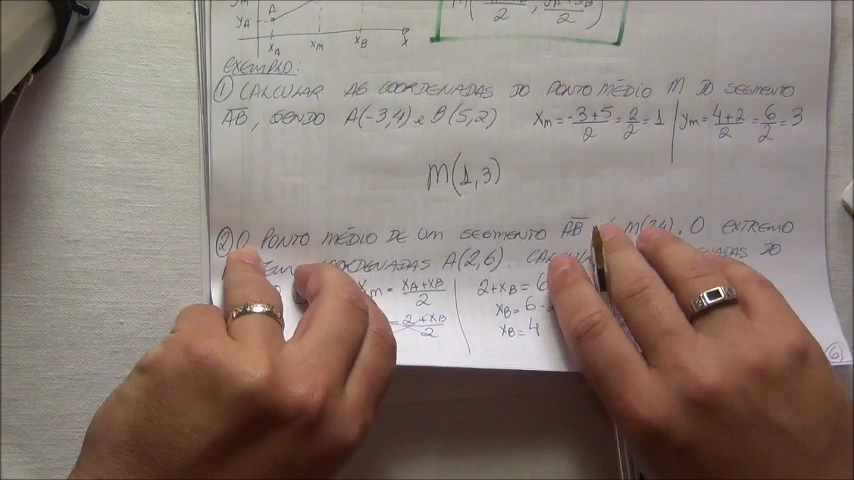 A
yA
xA xm xB x
EXEMPLO:
① CALCULAR AS COORDENADAS DO PONTO MÉDIO M DO SEGMENTO
AB, SENDO A(-3,4) e B(5,2) xm = -3+5/2 = 2/2 = 1 | ym = 4+2/2 = 6/2 = 3
M(1,3)
② O PONTO MÉDIO DE UM SEGMENTO AB M(3,4). O EXTREMO
COORDENADAS A(2,6). DO
xm = xA+xB/2 2+xB = 6
= 2+xB/2 xB = 6 -
xB = 4
6